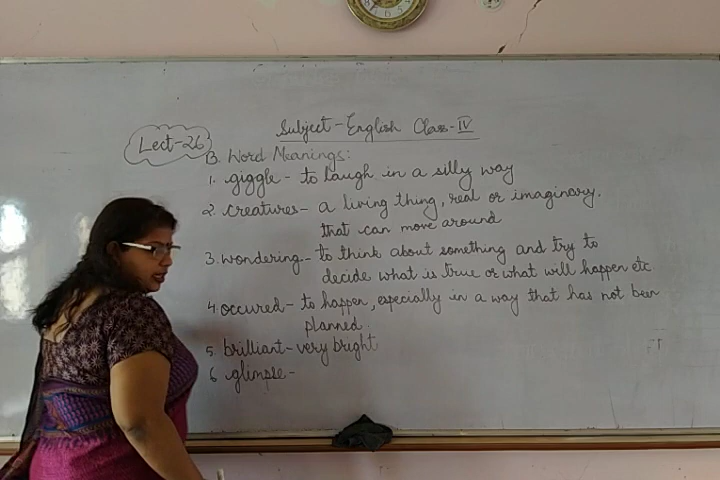 Subject - English Class - IV
Lect-26
B. Word Meanings:
1. giggle - to laugh in a silly way
2. creatures - a living thing, real or imaginary.
that can move around
3. wondering - to think about something and try to
decide what is true or what will happen etc
4. occured - to happen, especially in a way that has not been
planned.
5. brilliant - very bright
6. glimpse -